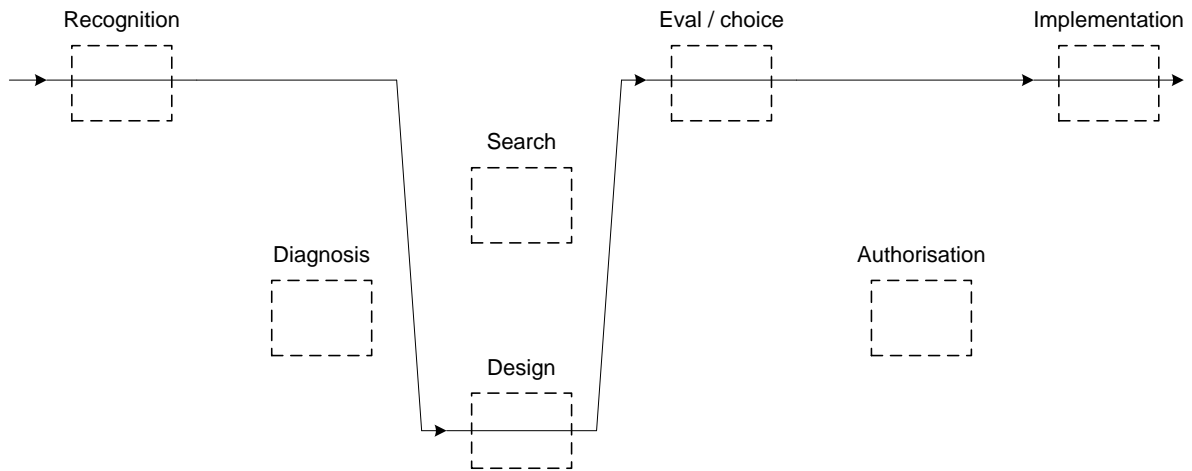 Recognition
Eval / choice
Implementation
Search
Diagnosis
Authorisation
Design